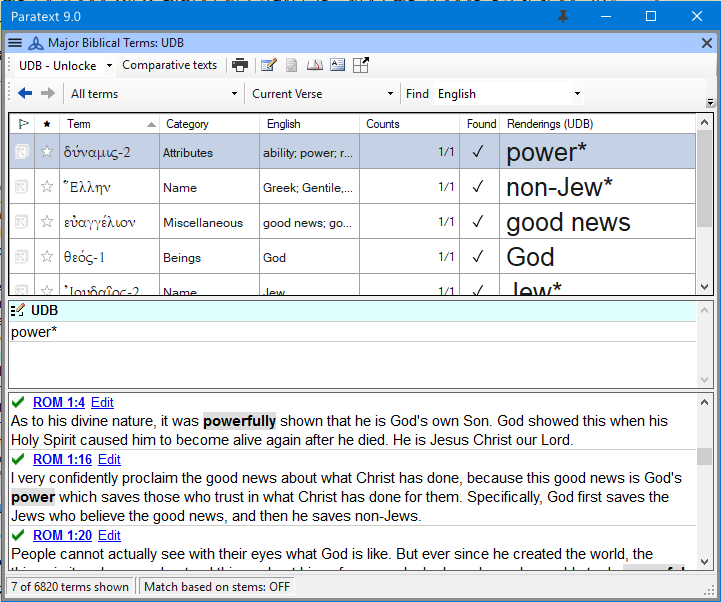 Paratext 9.0
Major Biblical Terms: UDB
UDB - Unlocke Comparative texts
All terms Current Verse Find English
Term Category English Counts Found Renderings (UDB)
δύναμις-2 Attributes ability; power; r... 1/1 ✓ power*
Ἕλλην Name Greek; Gentile,... 1/1 ✓ non-Jew*
εὐαγγέλιον Miscellaneous good news; go... 1/1 ✓ good news
θεός-1 Beings God 1/1 ✓ God
Ἰουδαῖος-2 Name Jew 1/1 ✓ Jew*
UDB
power*
ROM 1:4 Edit
As to his divine nature, it was powerfully shown that he is God's own Son. God showed this when his
Holy Spirit caused him to become alive again after he died. He is Jesus Christ our Lord.
ROM 1:16 Edit
I very confidently proclaim the good news about what Christ has done, because this good news is God's
power which saves those who trust in what Christ has done for them. Specifically, God first saves the
Jews who believe the good news, and then he saves non-Jews.
ROM 1:20 Edit
People cannot actually see with their eyes what God is like. But ever since he created the world, the
7 of 6820 terms shown Match based on stems: OFF